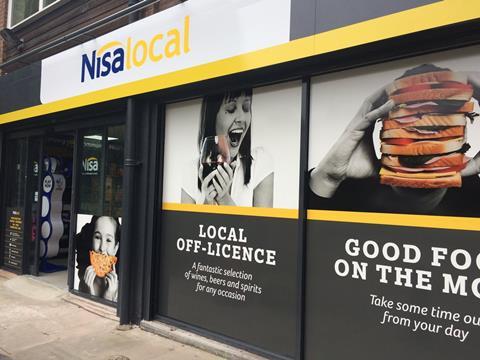 Nisalocal
Nisa
LOCAL
OFF-LICENCE
A fantastic selection
of wines, beers and spirits
for any occasion
GOOD FOO
ON THE MO
Take some time ou
from your day